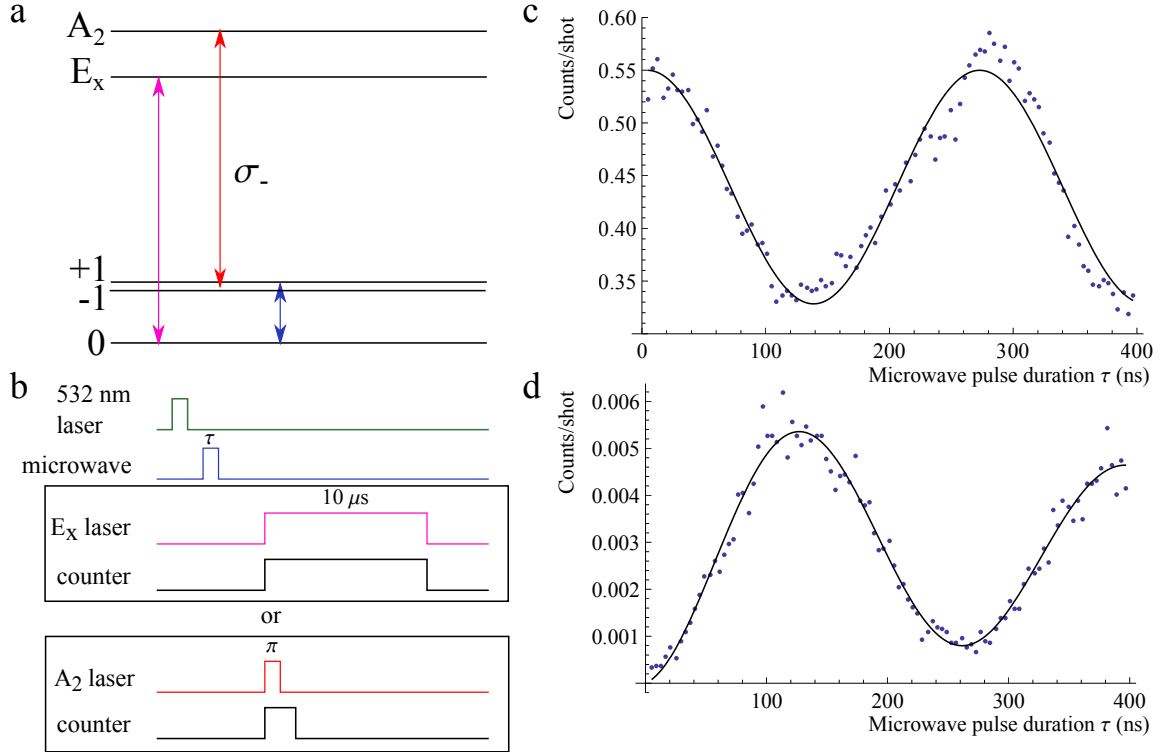 a
A2
Ex
σ-
+1
-1
0
b
532 nm
laser
τ
microwave
10 μs
Ex laser
counter
or
π
A2 laser
counter
c
Counts/shot
0.60
0.55
0.50
0.45
0.40
0.35
0 100 200 300 400
Microwave pulse duration τ (ns)
d
Counts/shot
0.006
0.005
0.004
0.003
0.002
0.001
100 200 300 400
Microwave pulse duration τ (ns)